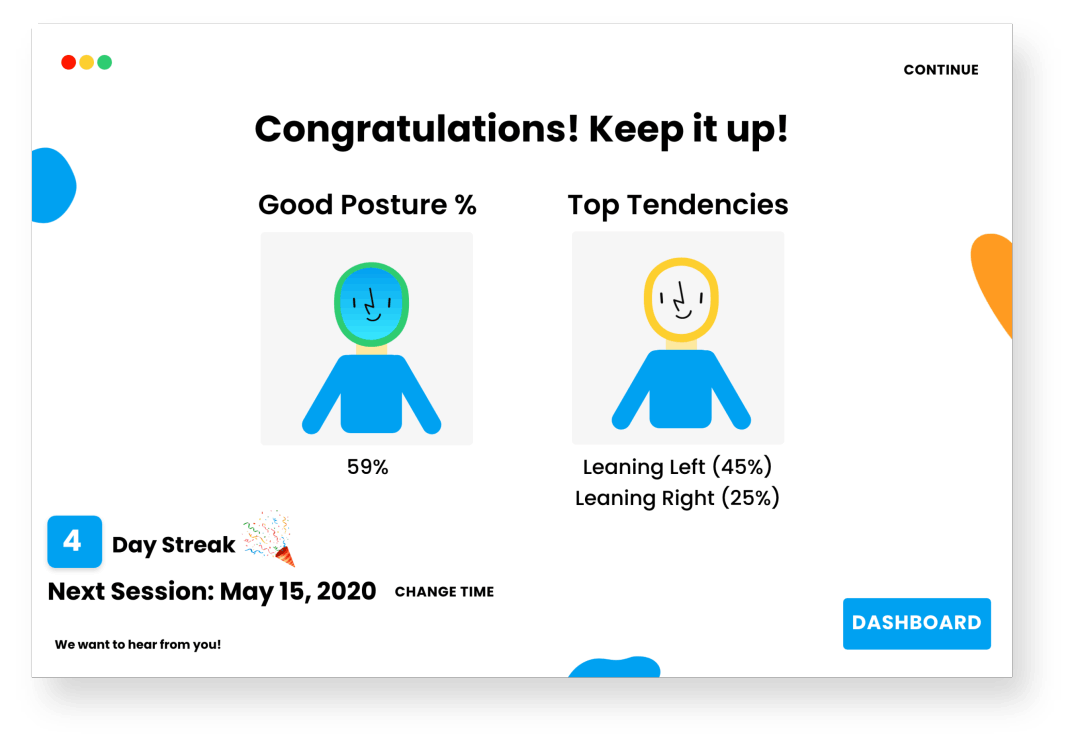 CONTINUE
Congratulations! Keep it up!
Good Posture %
Top Tendencies
59%
Leaning Left (45%)
Leaning Right (25%)
4 Day Streak
Next Session: May 15, 2020 CHANGE TIME
We want to hear from you!
DASHBOARD